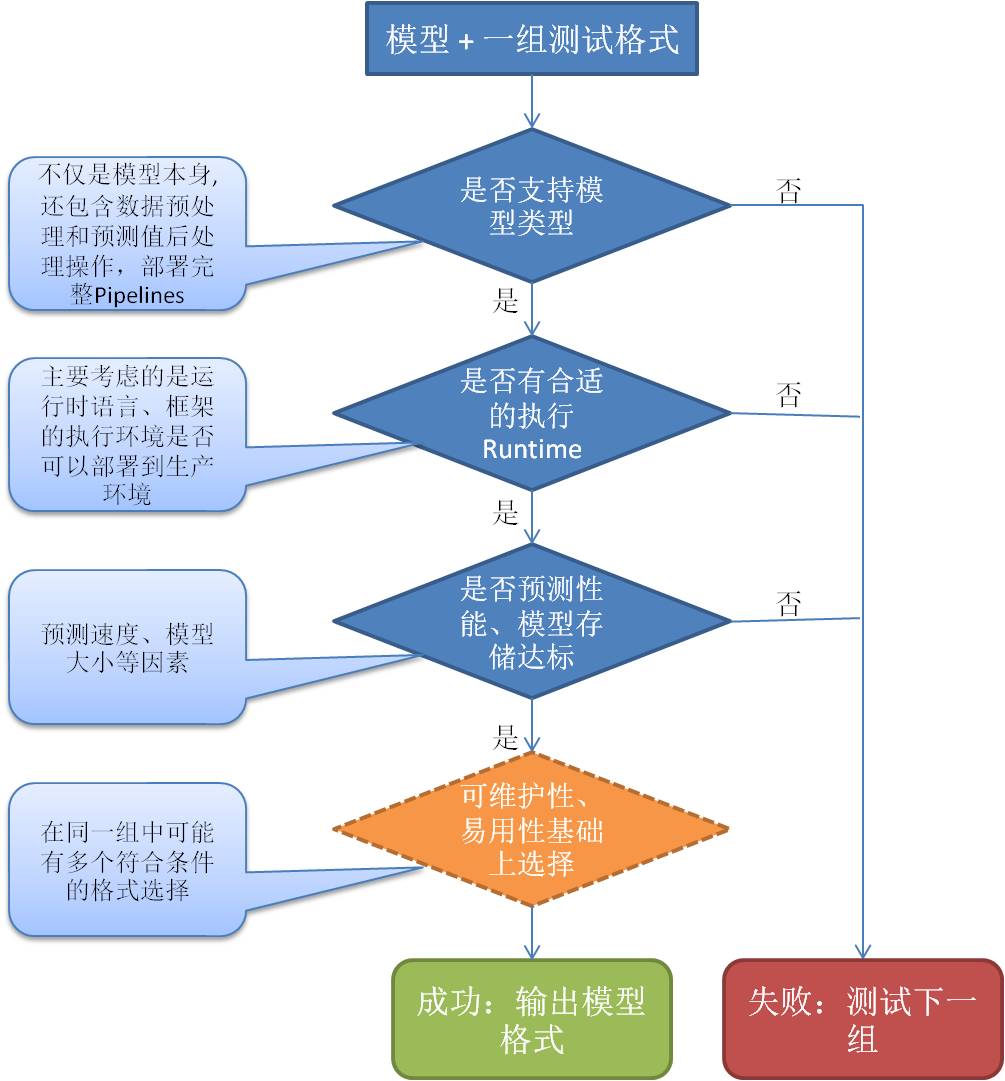 模型 + 一组测试格式
不仅是模型本身,
还包含数据预处
理和预测值后处
理操作，部署完
整Pipelines
是否支持模
型类型
否
是
主要考虑的是运
行时语言、框架
的执行环境是否
可以部署到生产
环境
是否有合适
的执行
Runtime
否
是
预测速度、模型
大小等因素
是否预测性
能、模型存
储达标
否
是
在同一组中可能
有多个符合条件
的格式选择
可维护性、
易用性基础
上选择
成功：输出模型
格式
失败：测试下一
组